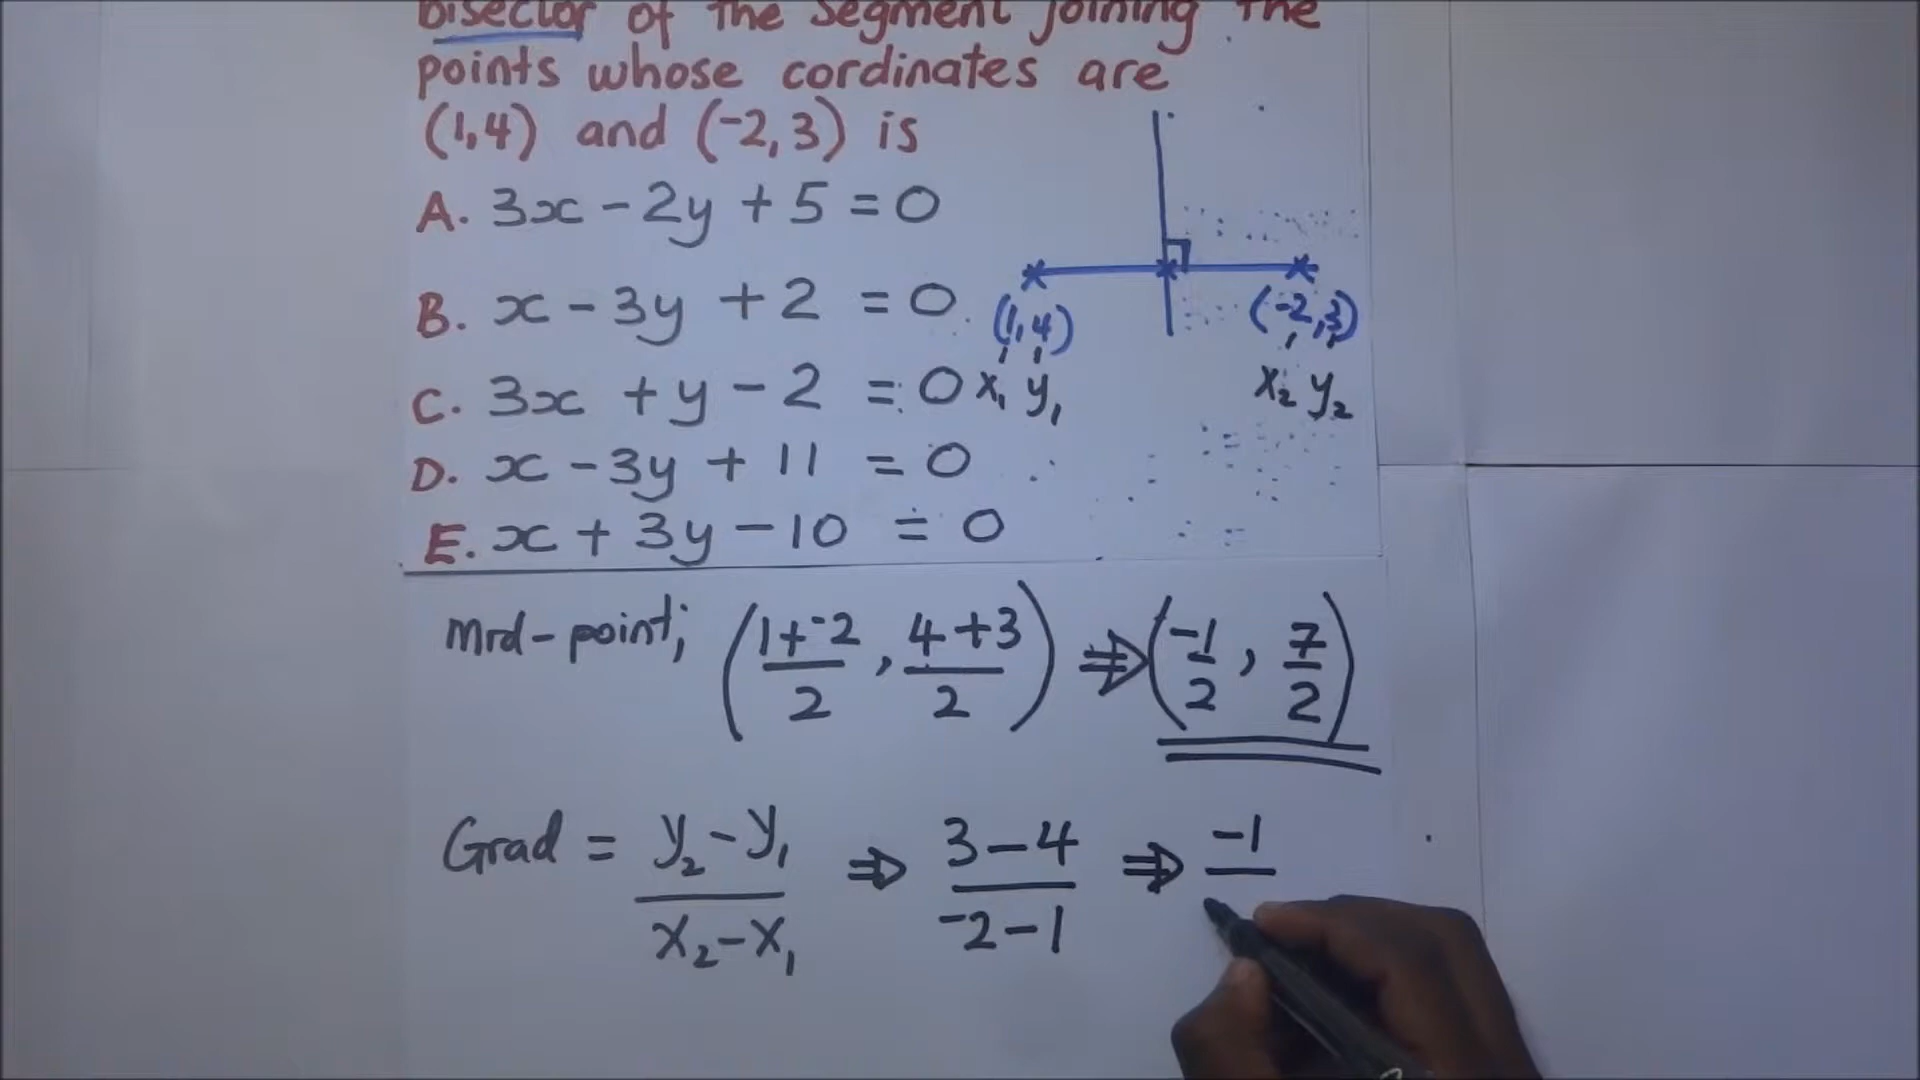 bisector of the segment joining the
points whose cordinates are
(1,4) and (-2,3) is
A. 3x - 2y + 5 = 0
B. x - 3y + 2 = 0
(1,4) (-2,3)
C. 3x + y - 2 = 0
x₁ y₁ x₂ y₂
D. x - 3y + 11 = 0
E. x + 3y - 10 = 0
Mid-point; (1+-2/2, 4+3/2) ⇒ (-1/2, 7/2)
Grad = y₂-y₁/x₂-x₁ ⇒ 3-4/-2-1 ⇒ -1/